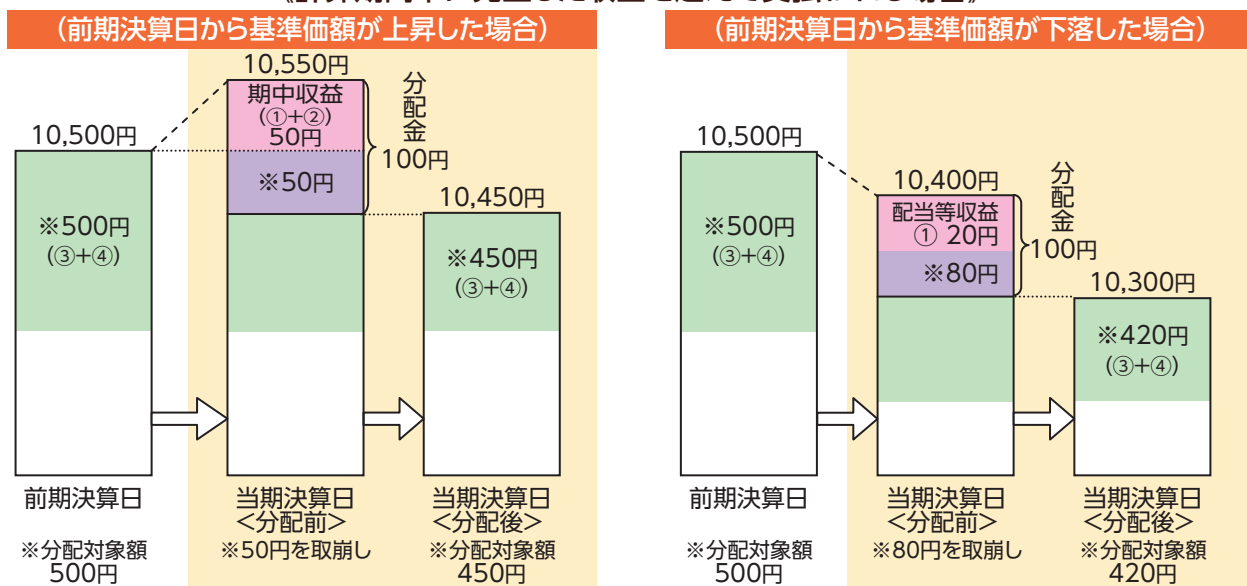 (前期決算日から基準価額が上昇した場合)
10,550円
期中収益
(①+②)
50円
※50円
分配金
100円
10,500円
※500円
(③+④)
10,450円
※450円
(③+④)
前期決算日
※分配対象額
500円
当期決算日
<分配前>
※50円を取崩し
当期決算日
<分配後>
※分配対象額
450円
(前期決算日から基準価額が下落した場合)
10,500円
※500円
(③+④)
10,400円
配当等収益
① 20円
※80円
分配金
100円
10,300円
※420円
(③+④)
前期決算日
※分配対象額
500円
当期決算日
<分配前>
※80円を取崩し
当期決算日
<分配後>
※分配対象額
420円